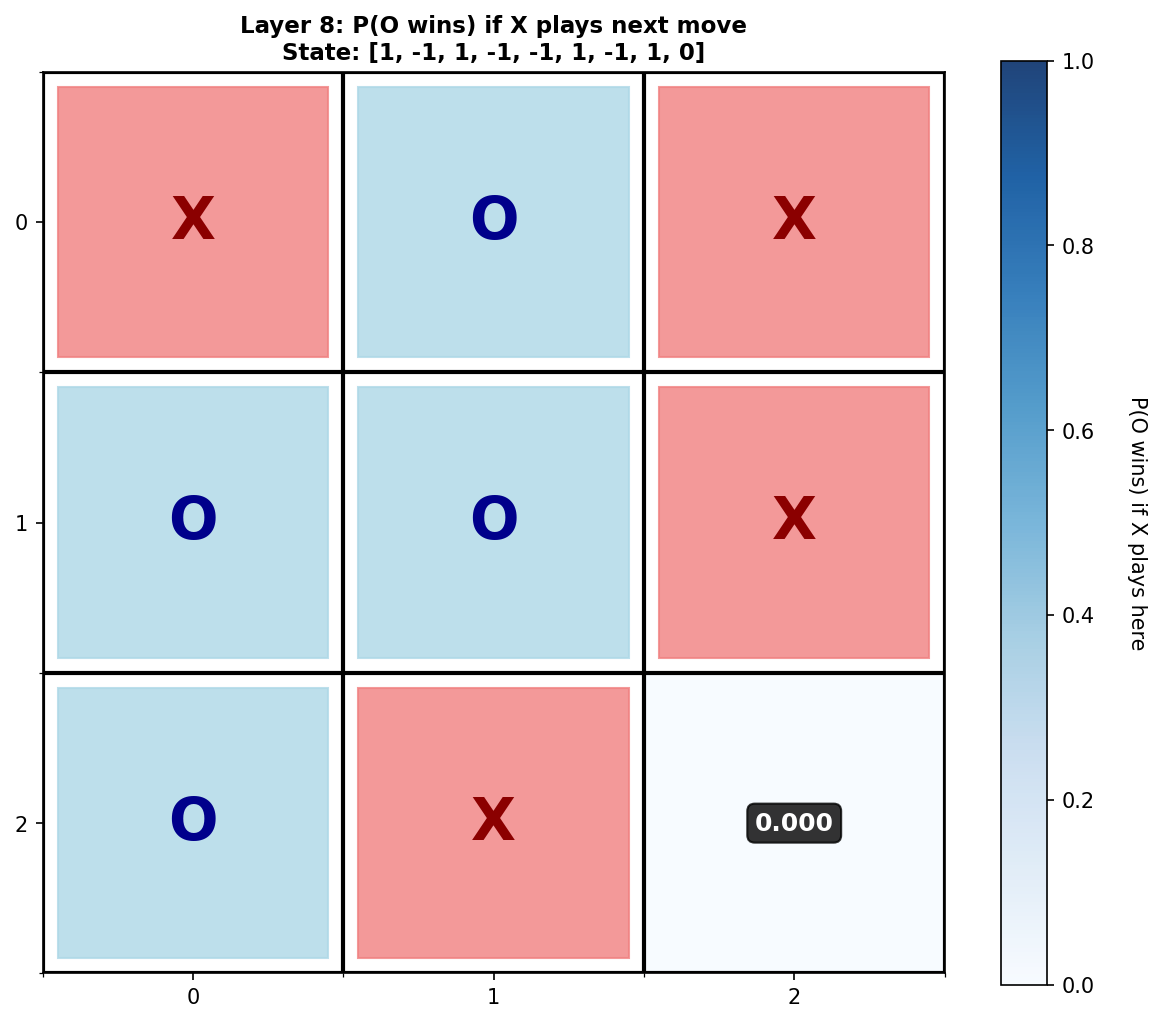 Layer 8: P(O wins) if X plays next move
State: [1, -1, 1, -1, -1, 1, -1, 1, 0]
X O X
0
O O X
1
O X 0.000
2
0 1 2
1.0
0.8
0.6
0.4
0.2
0.0
P(O wins) if X plays here